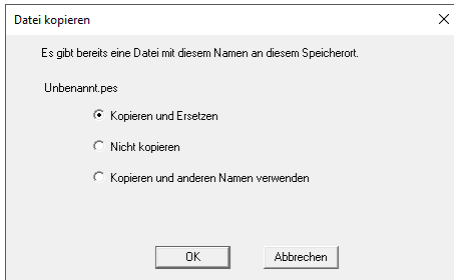 Datei kopieren
Es gibt bereits eine Datei mit diesem Namen an diesem Speicherort.
Unbenannt.pes
Kopieren und Ersetzen
Nicht kopieren
Kopieren und anderen Namen verwenden
OK Abbrechen